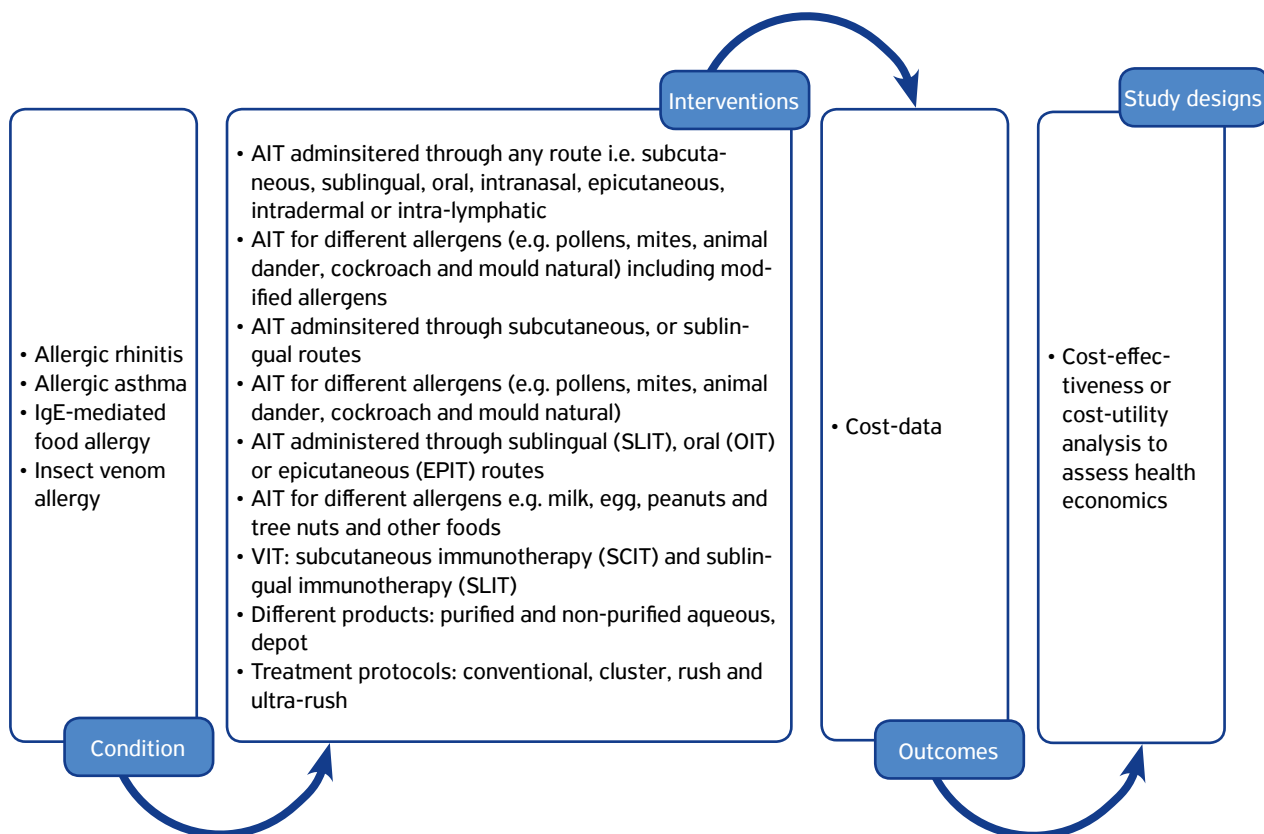 Condition
• Allergic rhinitis
• Allergic asthma
• IgE-mediated
food allergy
• Insect venom
allergy
Interventions
• AIT adminsitered through any route i.e. subcuta-
neous, sublingual, oral, intranasal, epicutaneous,
intradermal or intra-lymphatic
• AIT for different allergens (e.g. pollens, mites, animal
dander, cockroach and mould natural) including mod-
ified allergens
• AIT adminsitered through subcutaneous, or sublin-
gual routes
• AIT for different allergens (e.g. pollens, mites, animal
dander, cockroach and mould natural)
• AIT administered through sublingual (SLIT), oral (OIT)
or epicutaneous (EPIT) routes
• AIT for different allergens e.g. milk, egg, peanuts and
tree nuts and other foods
• VIT: subcutaneous immunotherapy (SCIT) and sublin-
gual immunotherapy (SLIT)
• Different products: purified and non-purified aqueous,
depot
• Treatment protocols: conventional, cluster, rush and
ultra-rush
Outcomes
• Cost-data
Study designs
• Cost-effec-
tiveness or
cost-utility
analysis to
assess health
economics